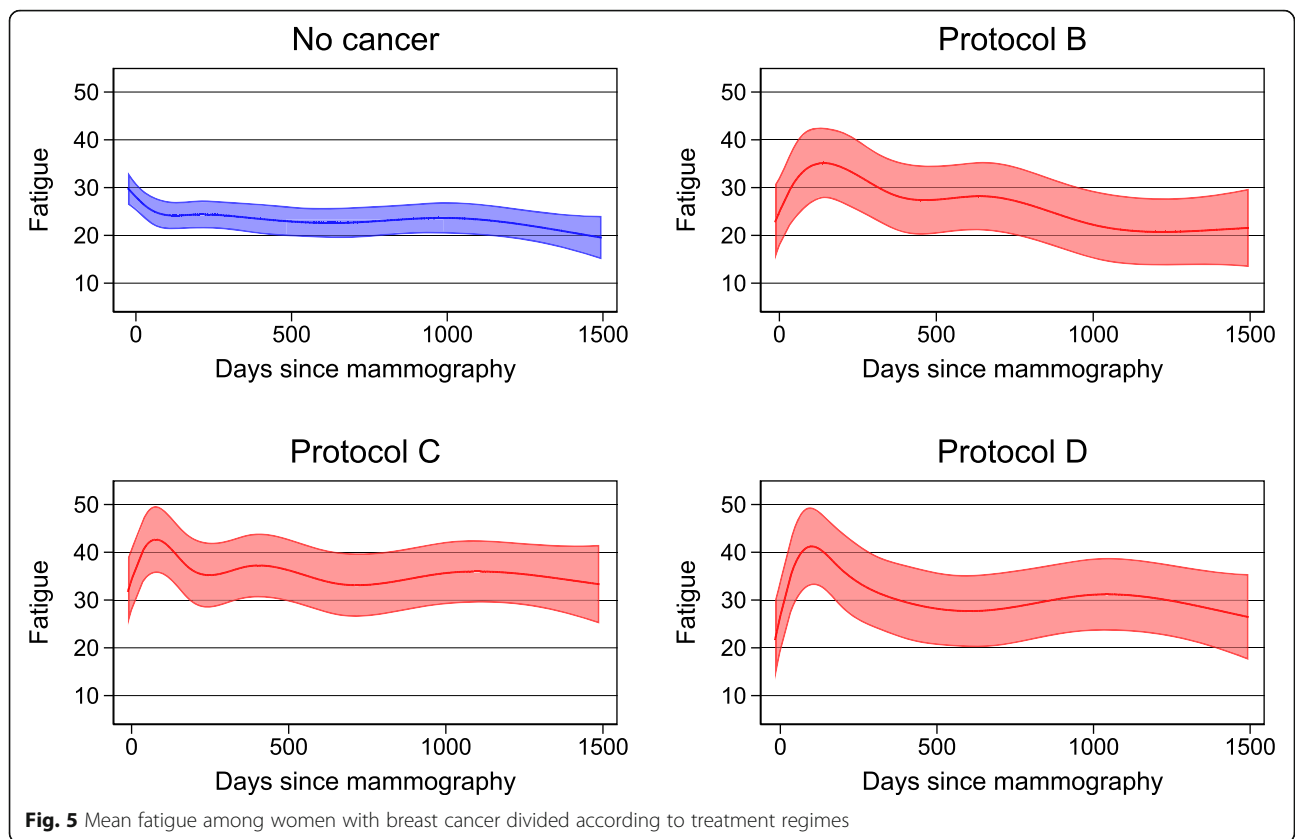 No cancer
Fatigue
50
40
30
20
10
0 500 1000 1500
Days since mammography
Protocol B
Fatigue
50
40
30
20
10
0 500 1000 1500
Days since mammography
Protocol C
Fatigue
50
40
30
20
10
0 500 1000 1500
Days since mammography
Protocol D
Fatigue
50
40
30
20
10
0 500 1000 1500
Days since mammography
Fig. 5 Mean fatigue among women with breast cancer divided according to treatment regimes